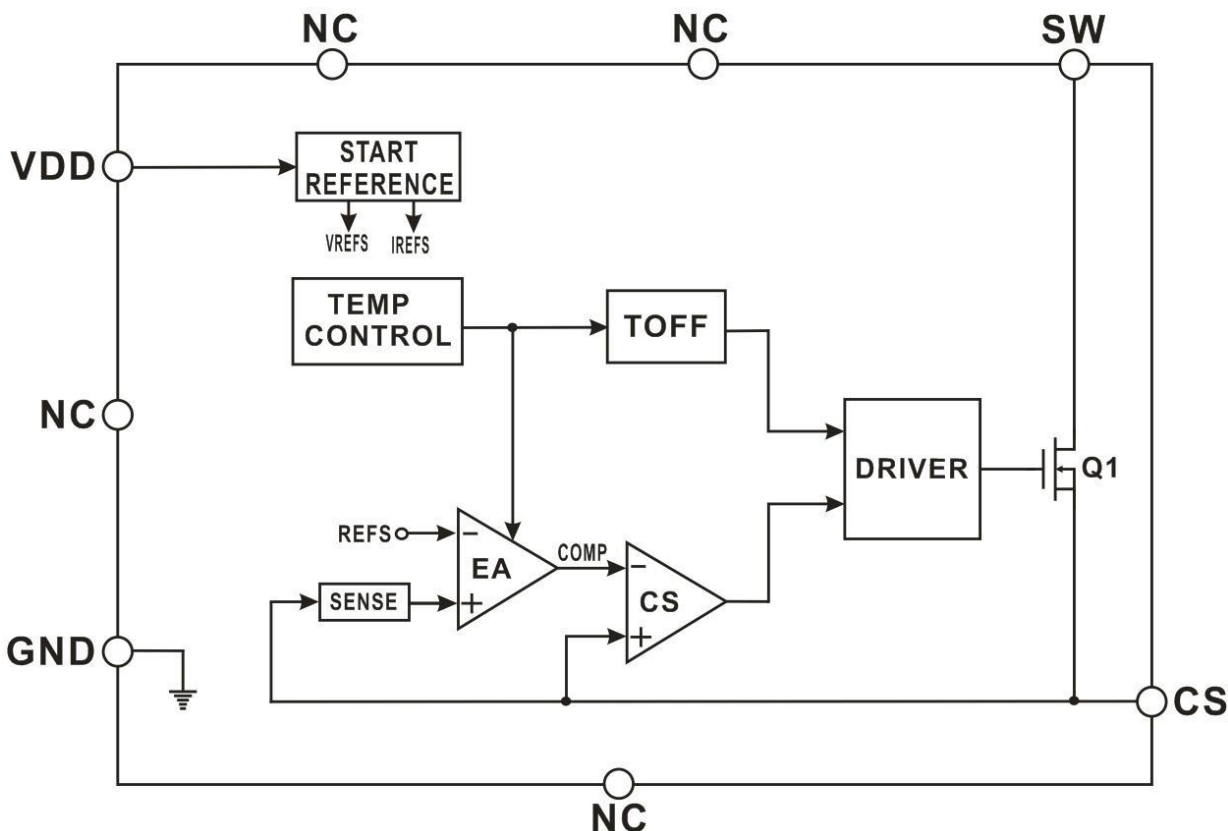 NC
NC
SW
VDD
START
REFERENCE
VREFS
IREFS
TEMP
CONTROL
TOFF
NC
DRIVER
Q1
REFS
−
EA
+
COMP
−
CS
+
SENSE
GND
CS
NC